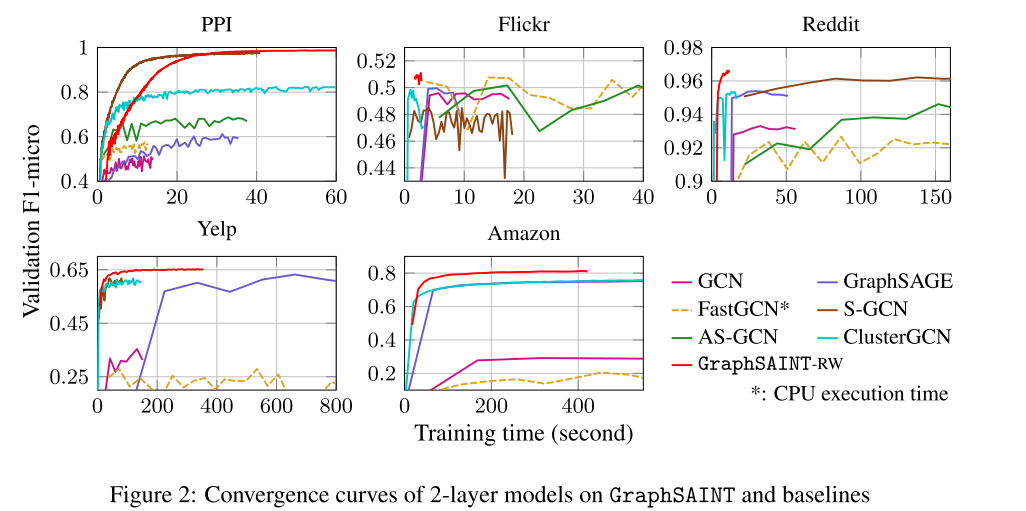 PPI
Flickr
Reddit
1
0.8
0.6
0.4
0 20 40 60
0.52
0.5
0.48
0.46
0.44
0 10 20 30 40
0.98
0.96
0.94
0.92
0.9
0 50 100 150
Validation F1-micro
Yelp
Amazon
0.65
0.45
0.25
0 200 400 600 800
0.8
0.6
0.4
0.2
0 200 400
Training time (second)
GCN GraphSAGE
FastGCN* S-GCN
AS-GCN ClusterGCN
GraphSAINT-RW
*: CPU execution time
Figure 2: Convergence curves of 2-layer models on GraphSAINT and baselines